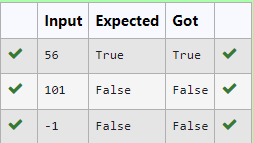 Input Expected Got
56 True True
101 False False
-1 False False